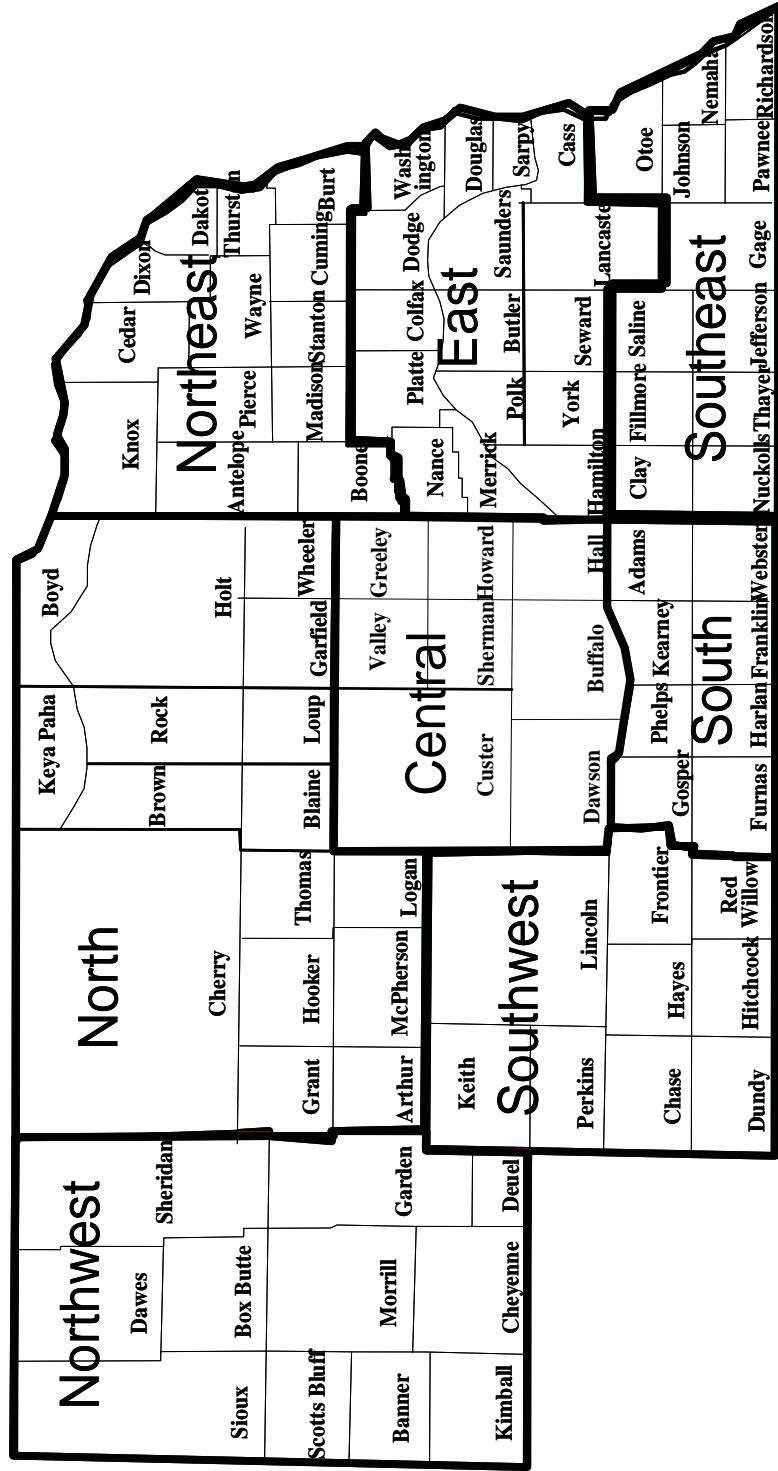 Northwest
Sioux
Dawes
Sheridan
Box Butte
Scotts Bluff
Banner
Kimball
Morrill
Cheyenne
Garden
Deuel
North
Cherry
Keya Paha
Boyd
Brown
Rock
Holt
Grant
Hooker
Thomas
Blaine
Loup
Garfield
Wheeler
Arthur
McPherson
Logan
Northeast
Knox
Cedar
Dixon
Dakot
Antelope
Pierce
Wayne
Thurston
Madison
Stanton
Cuming
Burt
Boone
Central
Custer
Valley
Greeley
Sherman
Howard
Dawson
Buffalo
Hall
East
Nance
Platte
Colfax
Dodge
Wash
ington
Merrick
Polk
Butler
Saunders
Douglas
Sarpy
Hamilton
York
Seward
Lancaste
Cass
Southwest
Keith
Perkins
Lincoln
Chase
Hayes
Frontier
Dundy
Hitchcock
Red
Willow
South
Gosper
Phelps
Kearney
Adams
Furnas
Harlan
Franklin
Webster
Southeast
Clay
Fillmore
Saline
Otoe
Johnson
Nemaha
Nuckolls
Thayer
Jefferson
Gage
Pawnee
Richardson